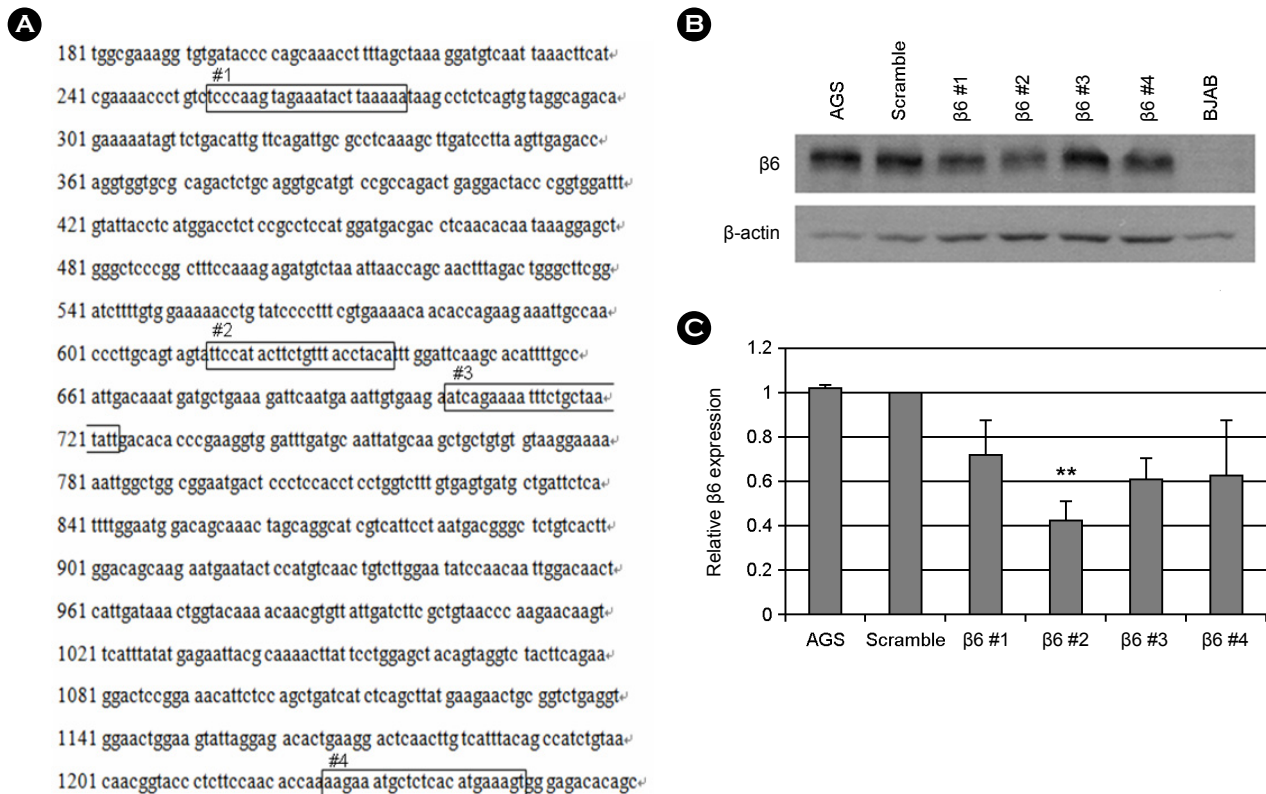 A
181 tggcgaaagg tgtgataccc cagcaaacct tttagctaaa ggatgtcaat taaacttcat
#1
241 cgaaaaccct gtctcccaag tagaaatact taaaaataag cctctcagtg taggcagaca
301 gaaaaatagt tctgacattg ttcagattgc gcctcaaagc ttgatcctta agttgagacc
361 aggtggtgcg cagactctgc aggtgcatgt ccgccagact gaggactacc cggtggattt
421 gtattacctc atggacctct ccgcctccat ggatgacgac ctcaacacaa taaaggagct
481 gggctcccgg ctttccaaag agatgtctaa attaaccagc aactttagac tgggcttcgg
541 atcttttgtg gaaaaacctg tatccccttt cgtgaaaaca acaccagaag aaattgccaa
#2
601 cccttgcagt agtattccat acttctgttt acctacattt ggattcaagc acattttgcc
#3
661 attgacaaat gatgctgaaa gattcaatga aattgtgaag aatcagaaaa tttctgctaa
721 tattgacaca cccgaaggtg gatttgatgc aattatgcaa gctgctgtgt gtaaggaaaa
781 aattggctgg cggaatgact ccctccacct cctggtcttt gtgagtgatg ctgattctca
841 ttttggaatg gacagcaaac tagcaggcat cgtcattcct aatgacgggc tctgtcactt
901 ggacagcaag aatgaatact ccatgtcaac tgtcttggaa tatccaacaa ttggacaact
961 cattgataaa ctggtacaaa acaacgtgtt attgatcttc gctgtaaccc aagaacaagt
1021 tcatttatat gagaattacg caaaacttat tcctggagct acagtaggtc tacttcagaa
1081 ggactccgga aacattctcc agctgatcat ctcagcttat gaagaactgc ggtctgaggt
1141 ggaactggaa gtattaggag acactgaagg actcaacttg tcatttacag ccatctgtaa
#4
1201 caacggtacc ctcttccaac accaaaagaa atgctctcac atgaaagtgg gagacacagc
B
AGS Scramble β6 #1 β6 #2 β6 #3 β6 #4 BJAB
β6
β-actin
C
Relative β6 expression
1.2
1
0.8
0.6
0.4
0.2
0
**
AGS Scramble β6 #1 β6 #2 β6 #3 β6 #4